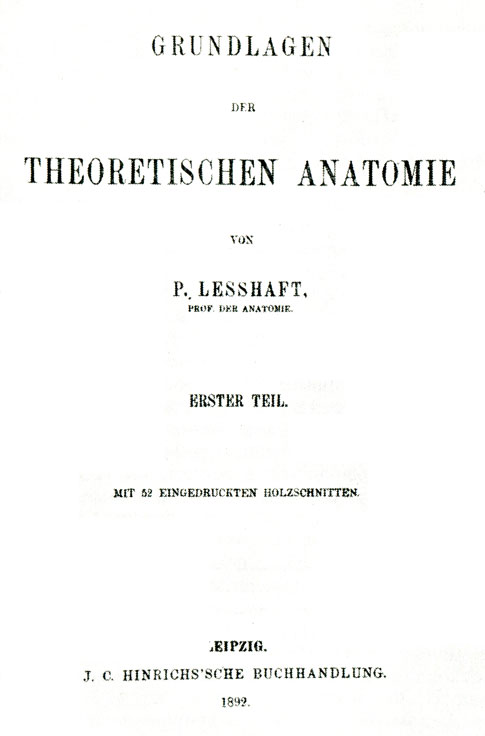 GRUNDLAGEN
DER
THEORETISCHEN ANATOMIE
VON
P. LESSHAFT,
PROF. DER ANATOMIE.
ERSTER TEIL.
MIT 52 EINGEDRUCKTEN HOLZSCHNITTEN.
LEIPZIG.
J. C. HINRICHS'SCHE BUCHHANDLUNG.
1892.